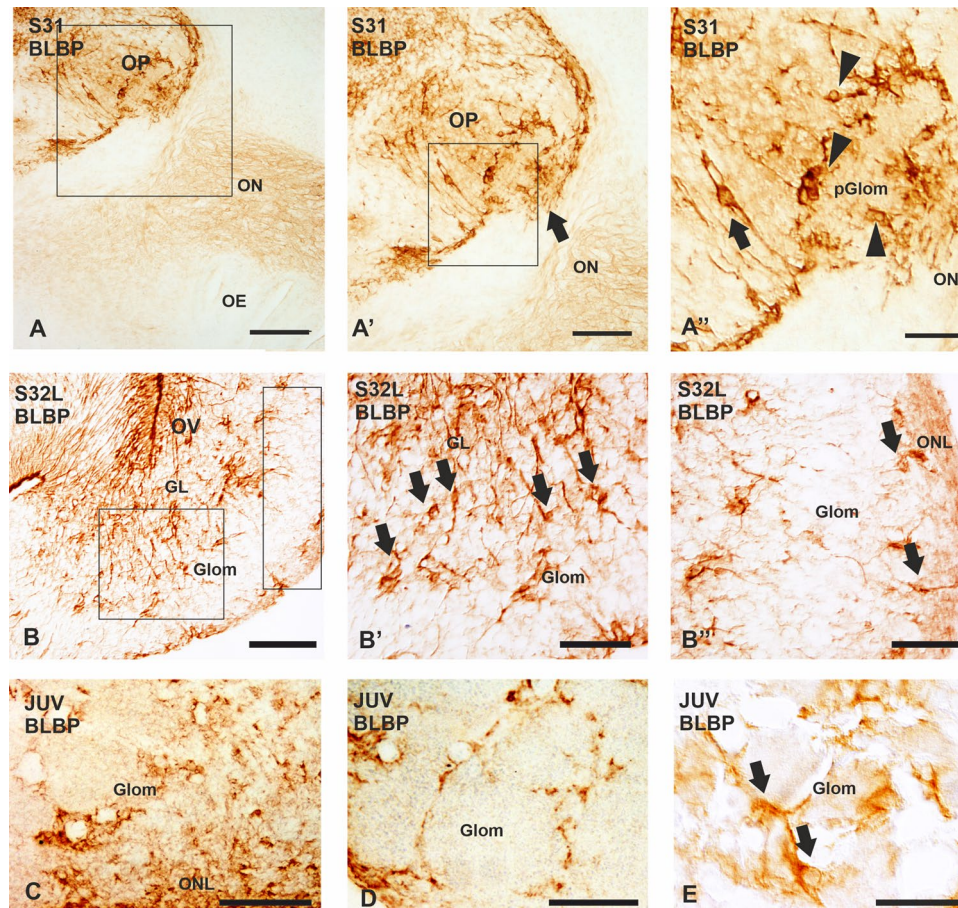 S31
BLBP
OP
ON
OE
A
S31
BLBP
OP
ON
A'
S31
BLBP
pGlom
ON
A"
S32L
BLBP
OV
GL
Glom
B
S32L
BLBP
GL
Glom
B'
S32L
BLBP
ONL
Glom
B"
JUV
BLBP
Glom
ONL
C
JUV
BLBP
Glom
D
JUV
BLBP
Glom
E